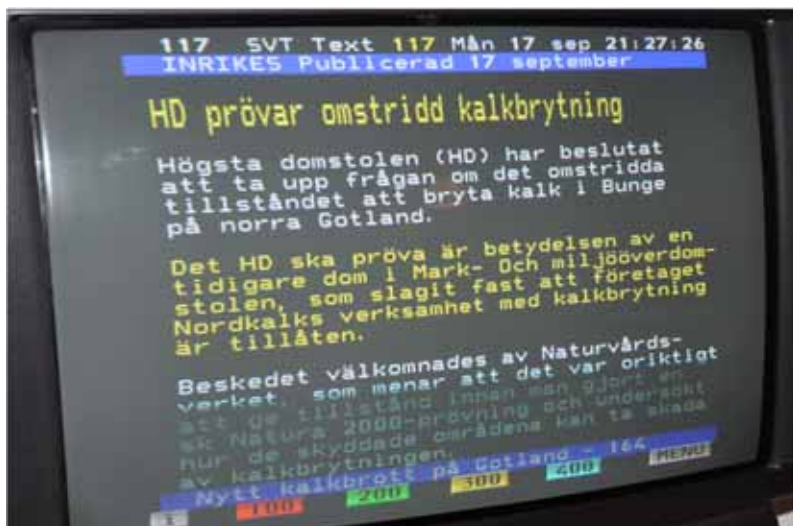 117 SVT Text 117 Mån 17 sep 21:27:26
INRIKES Publicerad 17 september
HD prövar omstridd kalkbrytning
Högsta domstolen (HD) har beslutat
att ta upp frågan om det omstridda
tillståndet att bryta kalk i Bunge
på norra Gotland.
Det HD ska pröva är betydelsen av en
tidigare dom i Mark- Och miljööverdom-
stolen, som slagit fast att företaget
Nordkalks verksamhet med kalkbrytning
är tillåten.
Beskedet välkomnades av Naturvårds-
verket, som menar att det var oriktigt
att ge tillstånd innan man gjort en
sk Natura 2000-prövning och undersökt
hur de skyddade områdena kan ta skada
av kalkbrytningen.
Nytt kalkbrott på Gotland - 164
i 100 200 300 400 MENU